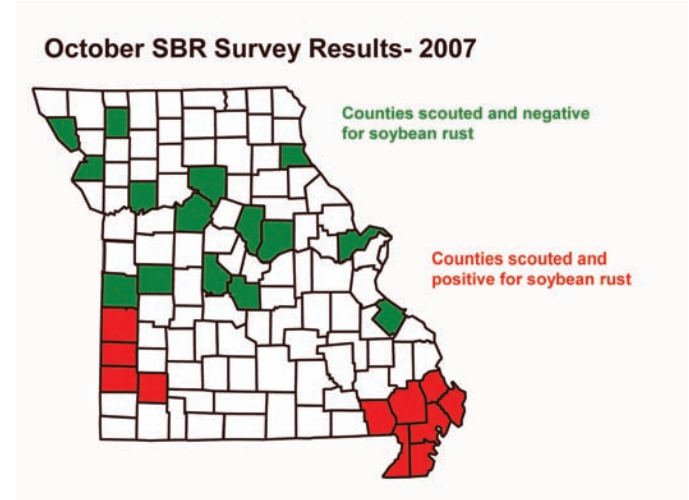 October SBR Survey Results- 2007
Counties scouted and negative
for soybean rust
Counties scouted and
positive for soybean rust